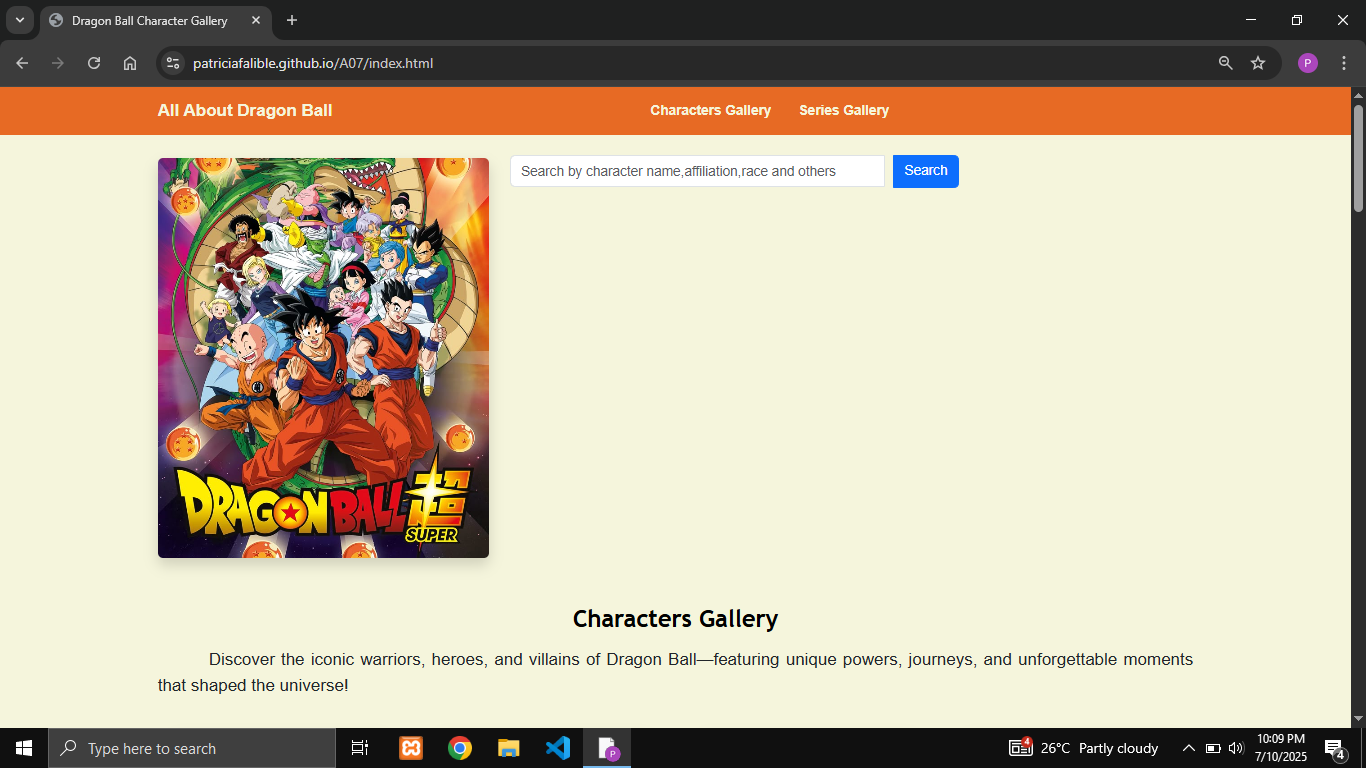 Dragon Ball Character Gallery
patriciafalible.github.io/A07/index.html
P
All About Dragon Ball
Characters Gallery
Series Gallery
Search by character name,affiliation,race and others
Search
DRAGON BALL 超
SUPER
Characters Gallery
Discover the iconic warriors, heroes, and villains of Dragon Ball—featuring unique powers, journeys, and unforgettable moments
that shaped the universe!
Type here to search
P
4
26°C Partly cloudy
10:09 PM
7/10/2025
4